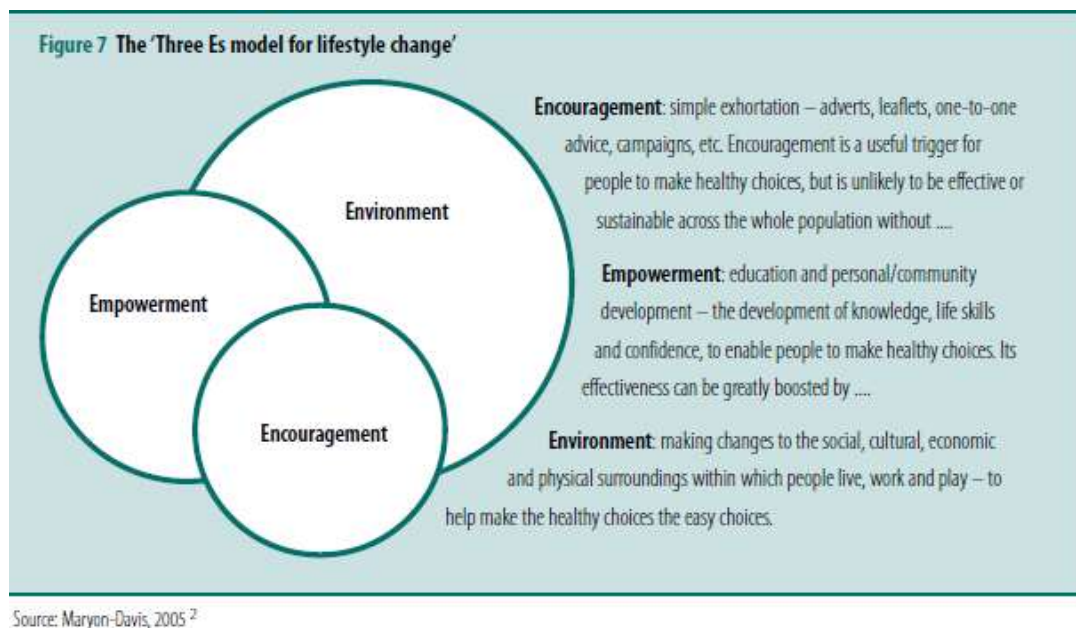 Figure 7 The ‘Three Es model for lifestyle change’
Environment
Empowerment
Encouragement
Encouragement: simple exhortation – adverts, leaflets, one-to-one
advice, campaigns, etc. Encouragement is a useful trigger for
people to make healthy choices, but is unlikely to be effective or
sustainable across the whole population without ....
Empowerment: education and personal/community
development – the development of knowledge, life skills
and confidence, to enable people to make healthy choices. Its
effectiveness can be greatly boosted by ....
Environment: making changes to the social, cultural, economic
and physical surroundings within which people live, work and play – to
help make the healthy choices the easy choices.
Source: Maryon-Davis, 2005 ²